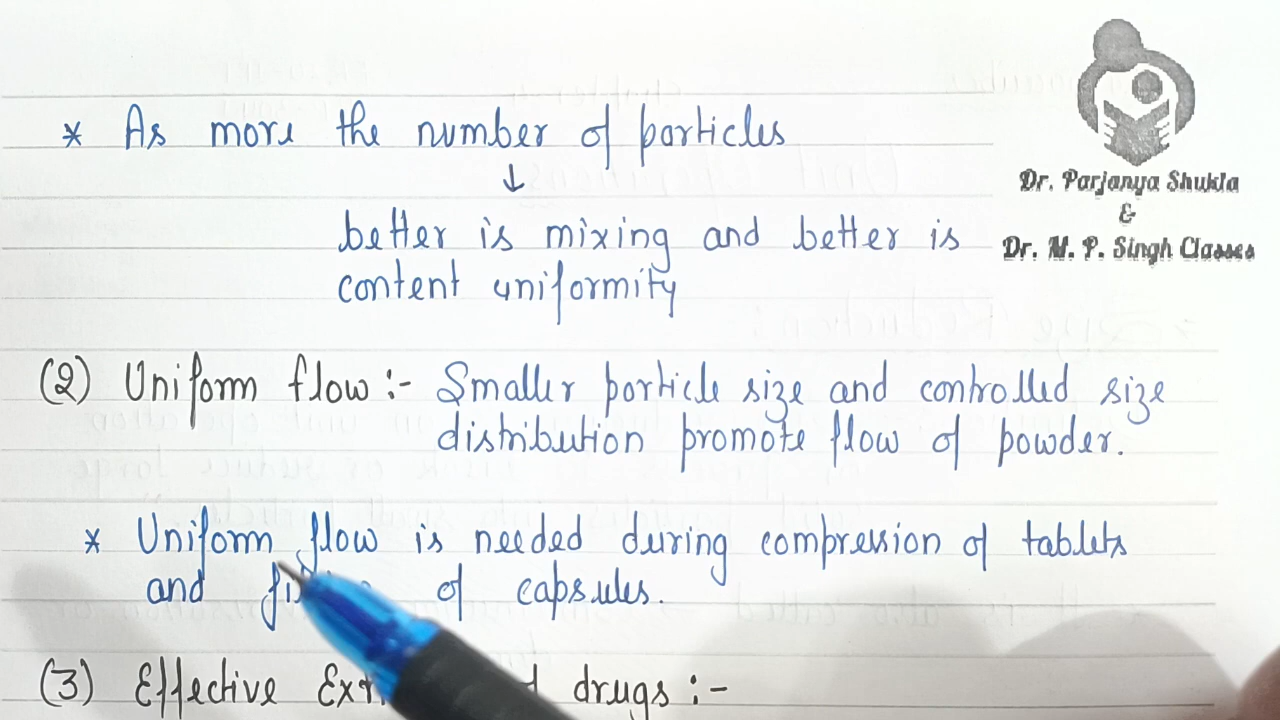 * As more the number of particles
↓
better is mixing and better is
content uniformity
(2) Uniform flow :- Smaller particle size and controlled size
distribution promote flow of powder.
* Uniform flow is needed during compression of tablets
and of capsules.
(3) Effective drugs :-
Dr. Parjanya Shukla
&
Dr. M. P. Singh Classes